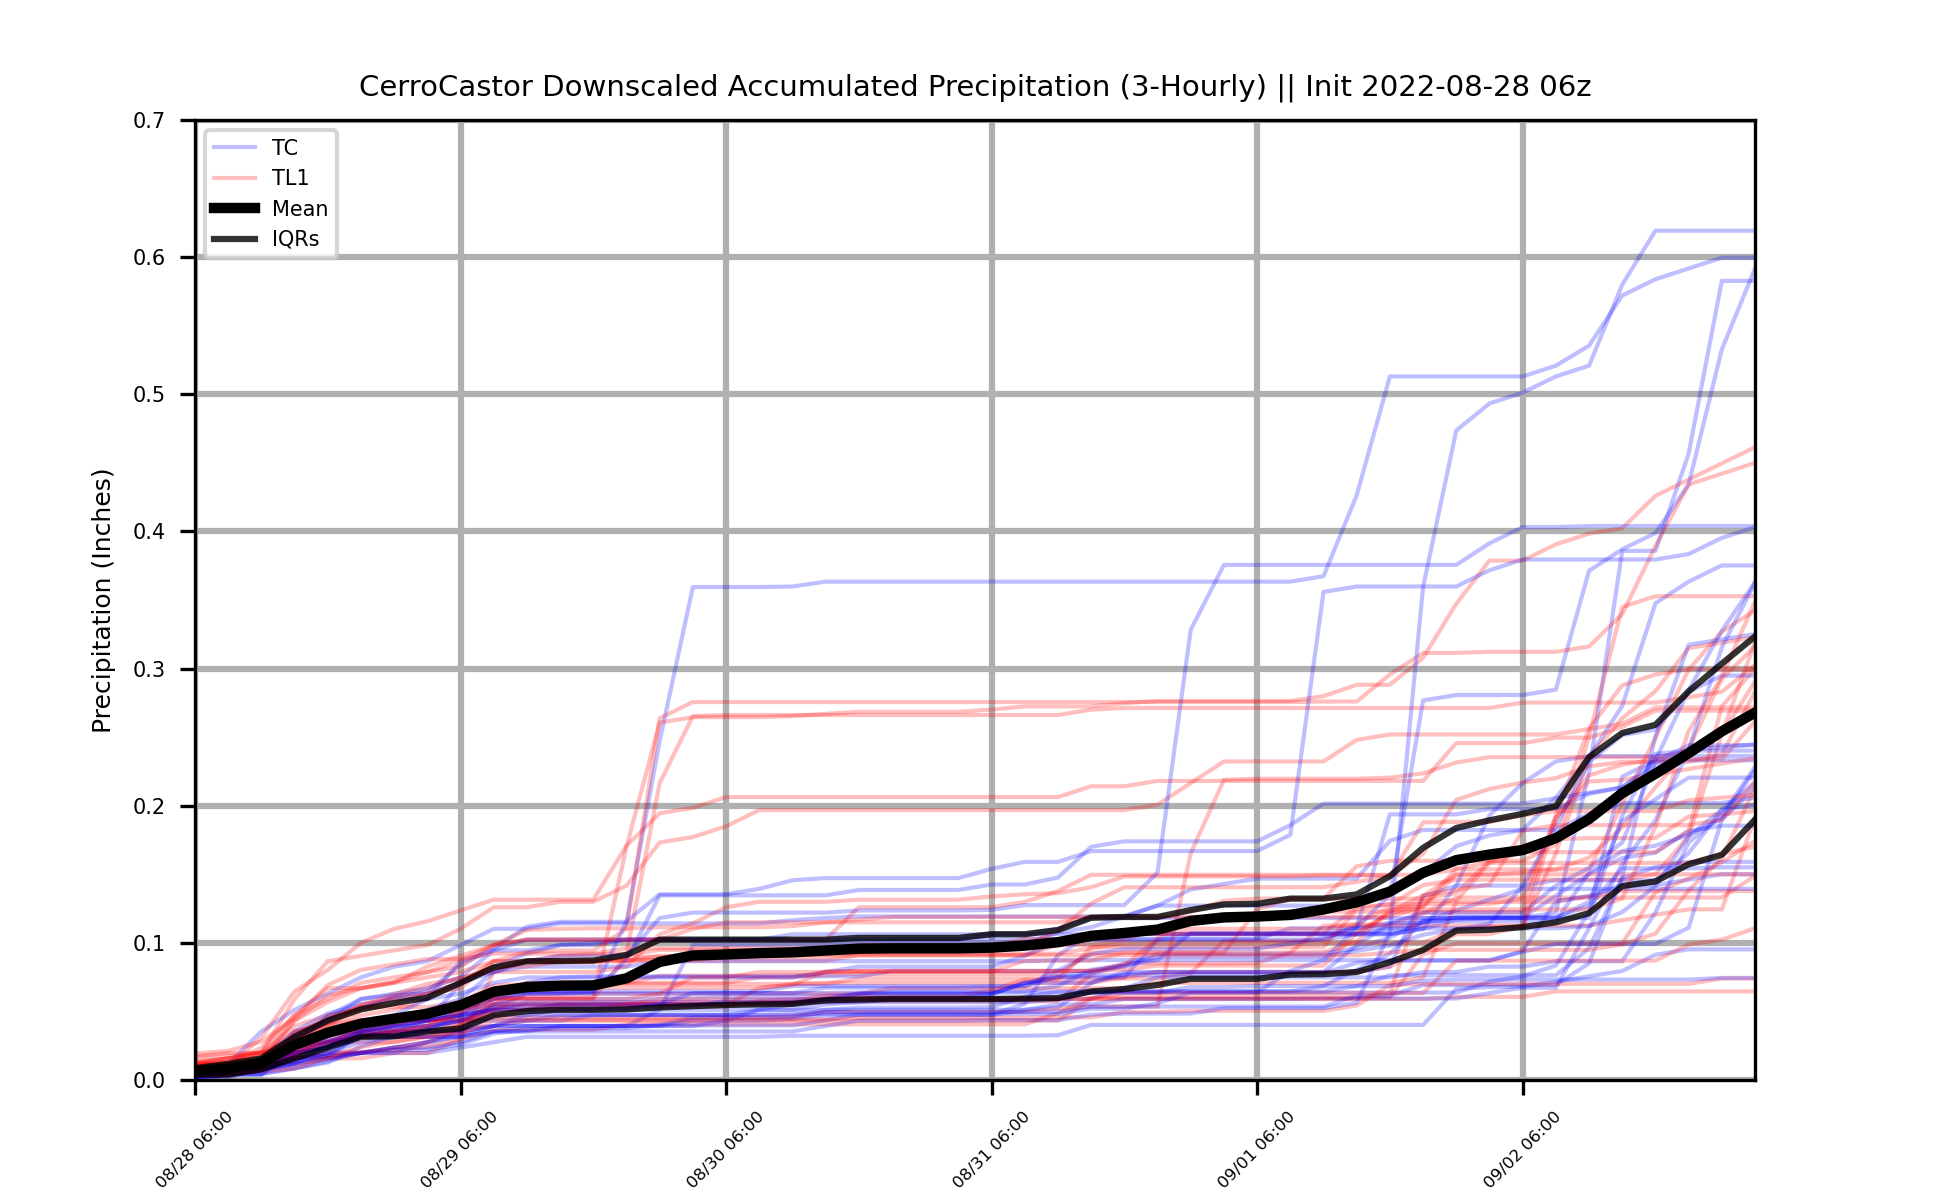 CerroCastor Downscaled Accumulated Precipitation (3-Hourly) || Init 2022-08-28 06z
0.7
0.6
0.5
0.4
0.3
0.2
0.1
0.0
Precipitation (Inches)
TC
TL1
Mean
IQRs
08/28 06:00
08/29 06:00
08/30 06:00
08/31 06:00
09/01 06:00
09/02 06:00